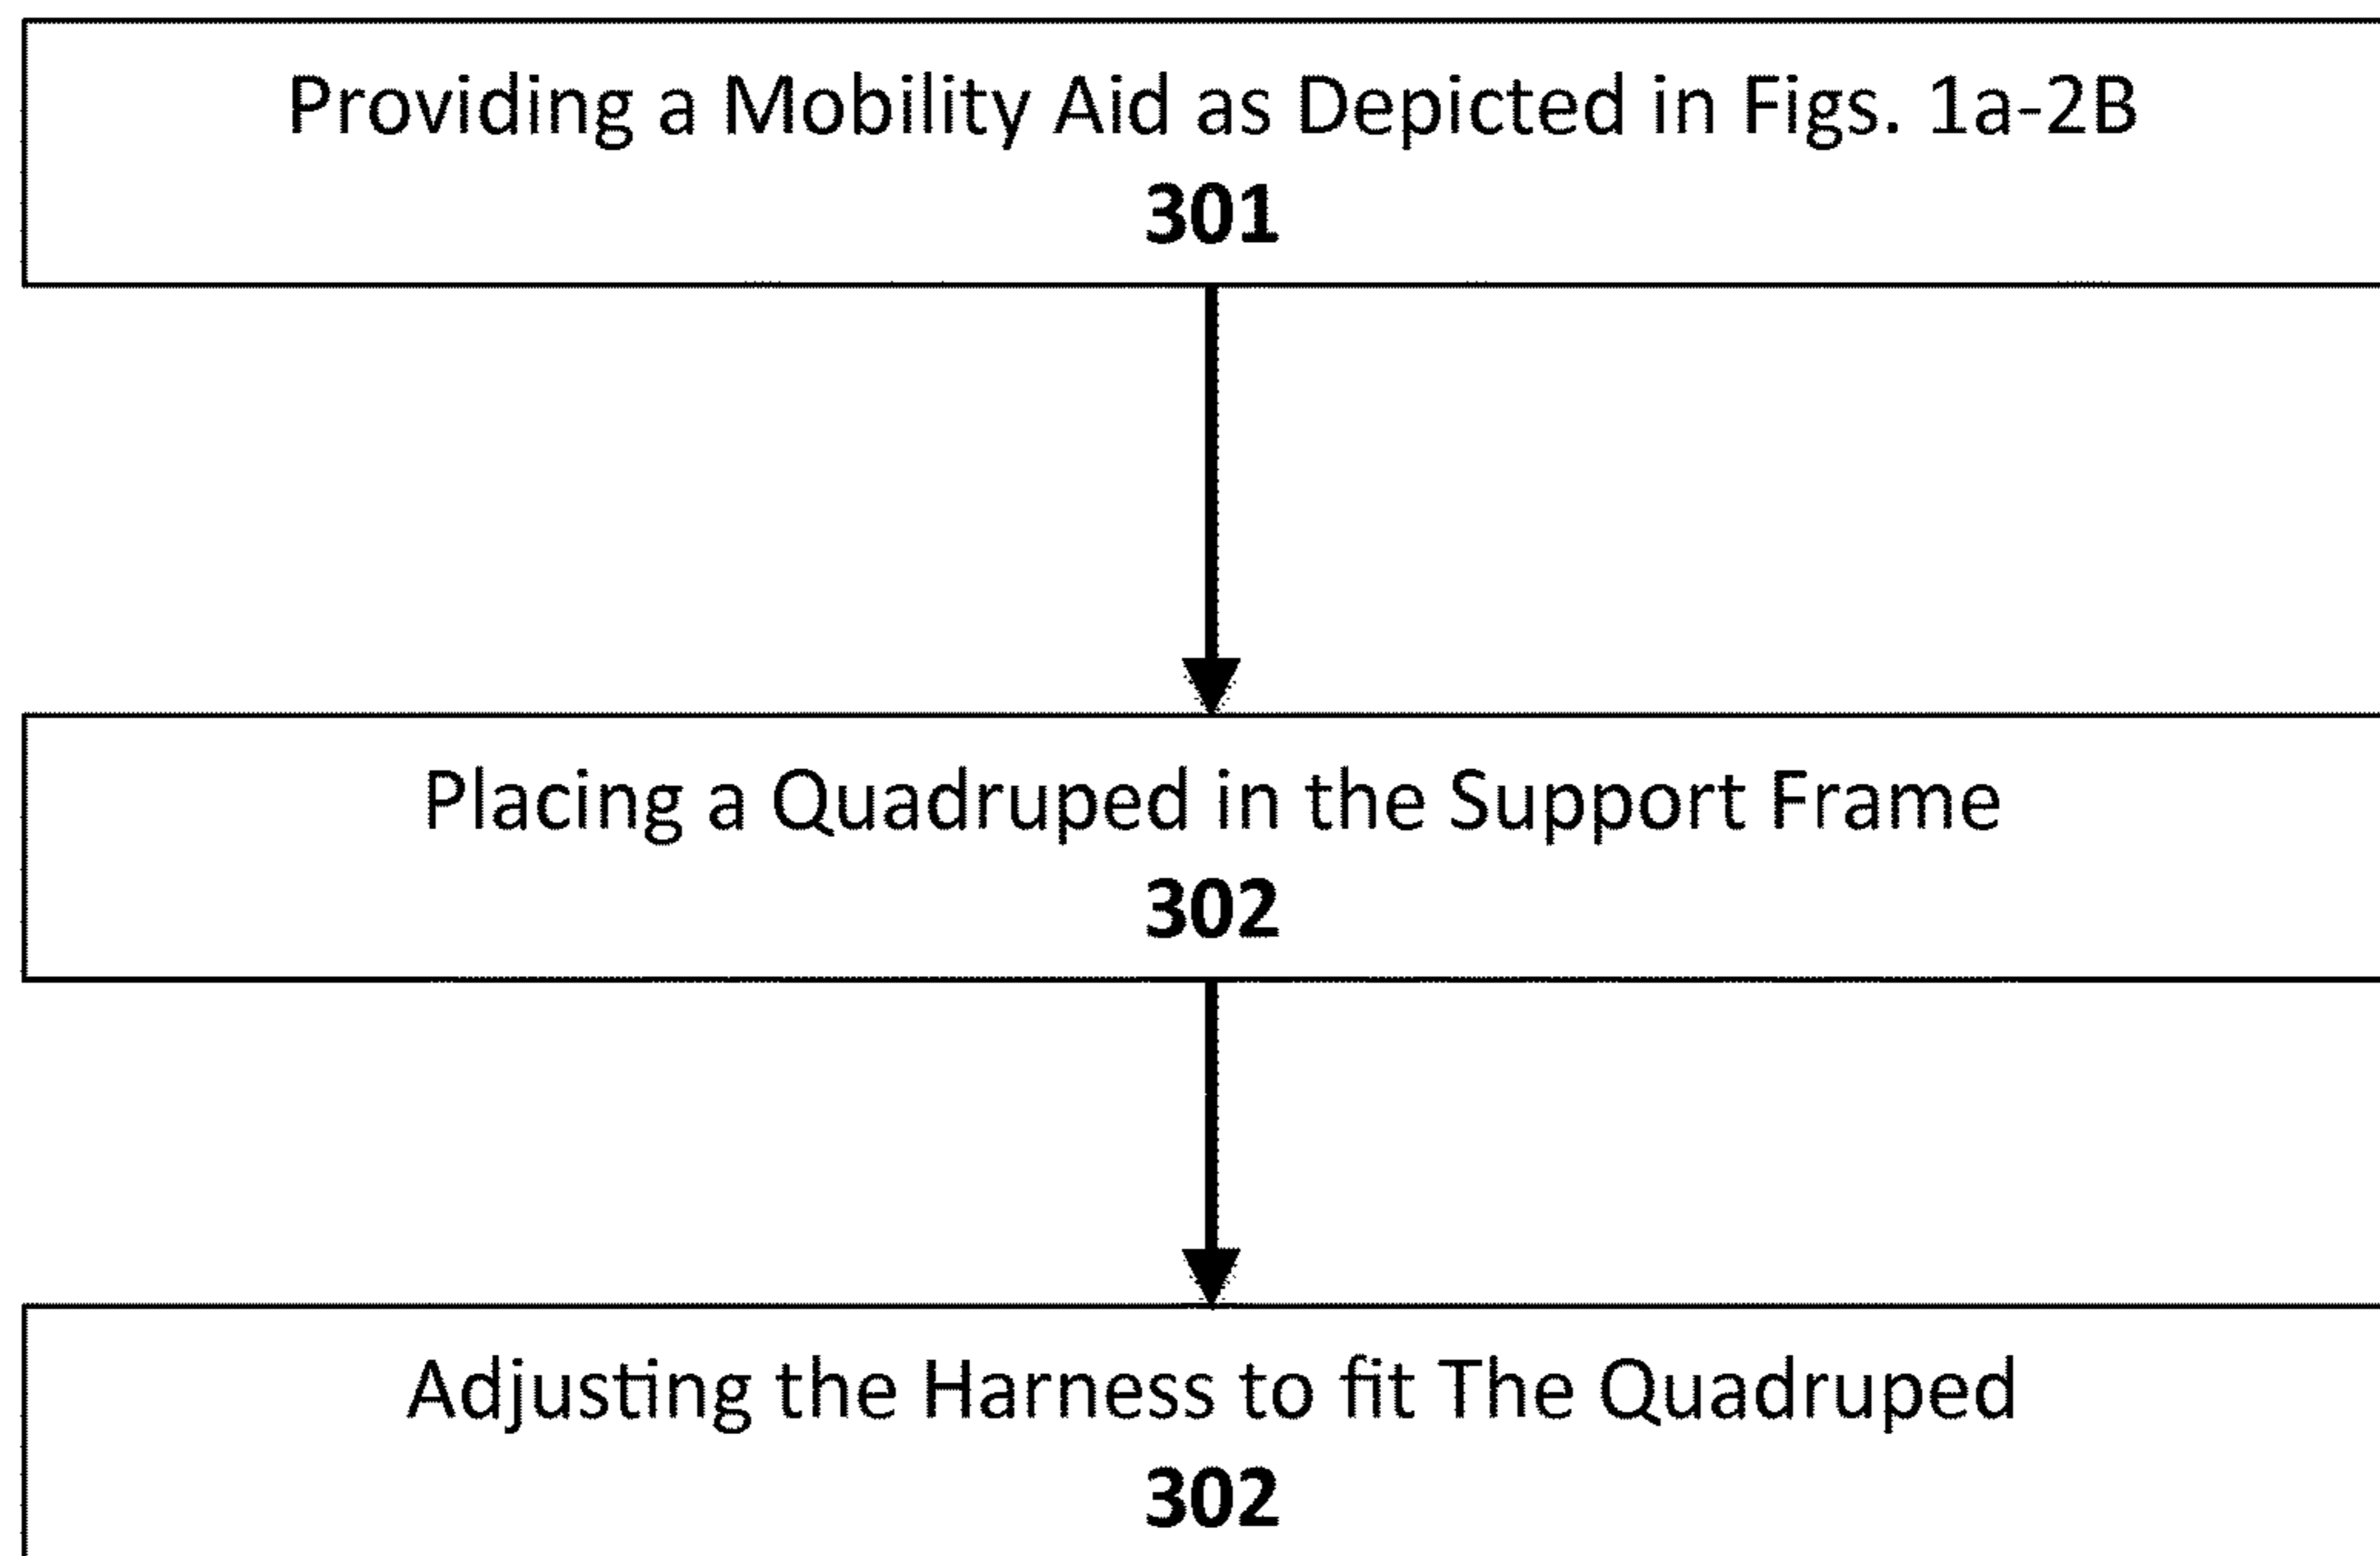 Providing a Mobility Aid as Depicted in Figs. 1a-2B
301
Placing a Quadruped in the Support Frame
302
Adjusting the Harness to fit The Quadruped
302